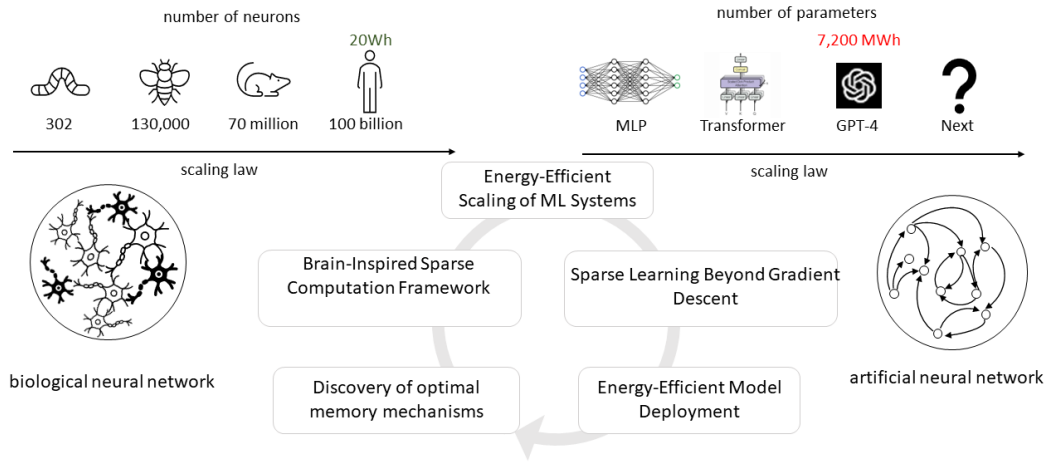 number of neurons
20Wh
302
130,000
70 million
100 billion
scaling law
number of parameters
7,200 MWh
MLP
Transformer
GPT-4
Next
scaling law
Energy-Efficient
Scaling of ML Systems
Brain-Inspired Sparse
Computation Framework
Sparse Learning Beyond Gradient
Descent
Discovery of optimal
memory mechanisms
Energy-Efficient Model
Deployment
biological neural network
artificial neural network